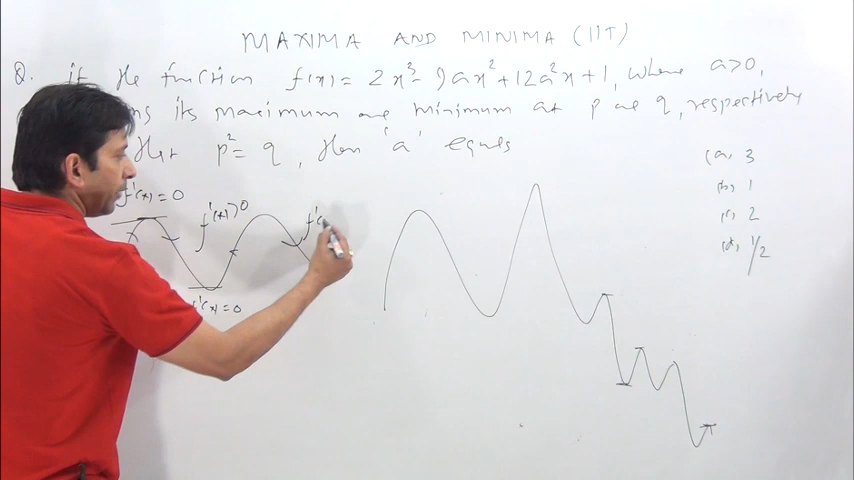 MAXIMA AND MINIMA (IIT)
Q. If the function f(x) = 2x³ - 9ax² + 12a²x + 1, where a>0,
its maximum and minimum at p and q, respectively
that p² = q, then 'a' equals
(a) 3
(b) 1
(c) 2
(d) 1/2
f'(x) = 0
f'(x) >0
f'(
f'(x) = 0